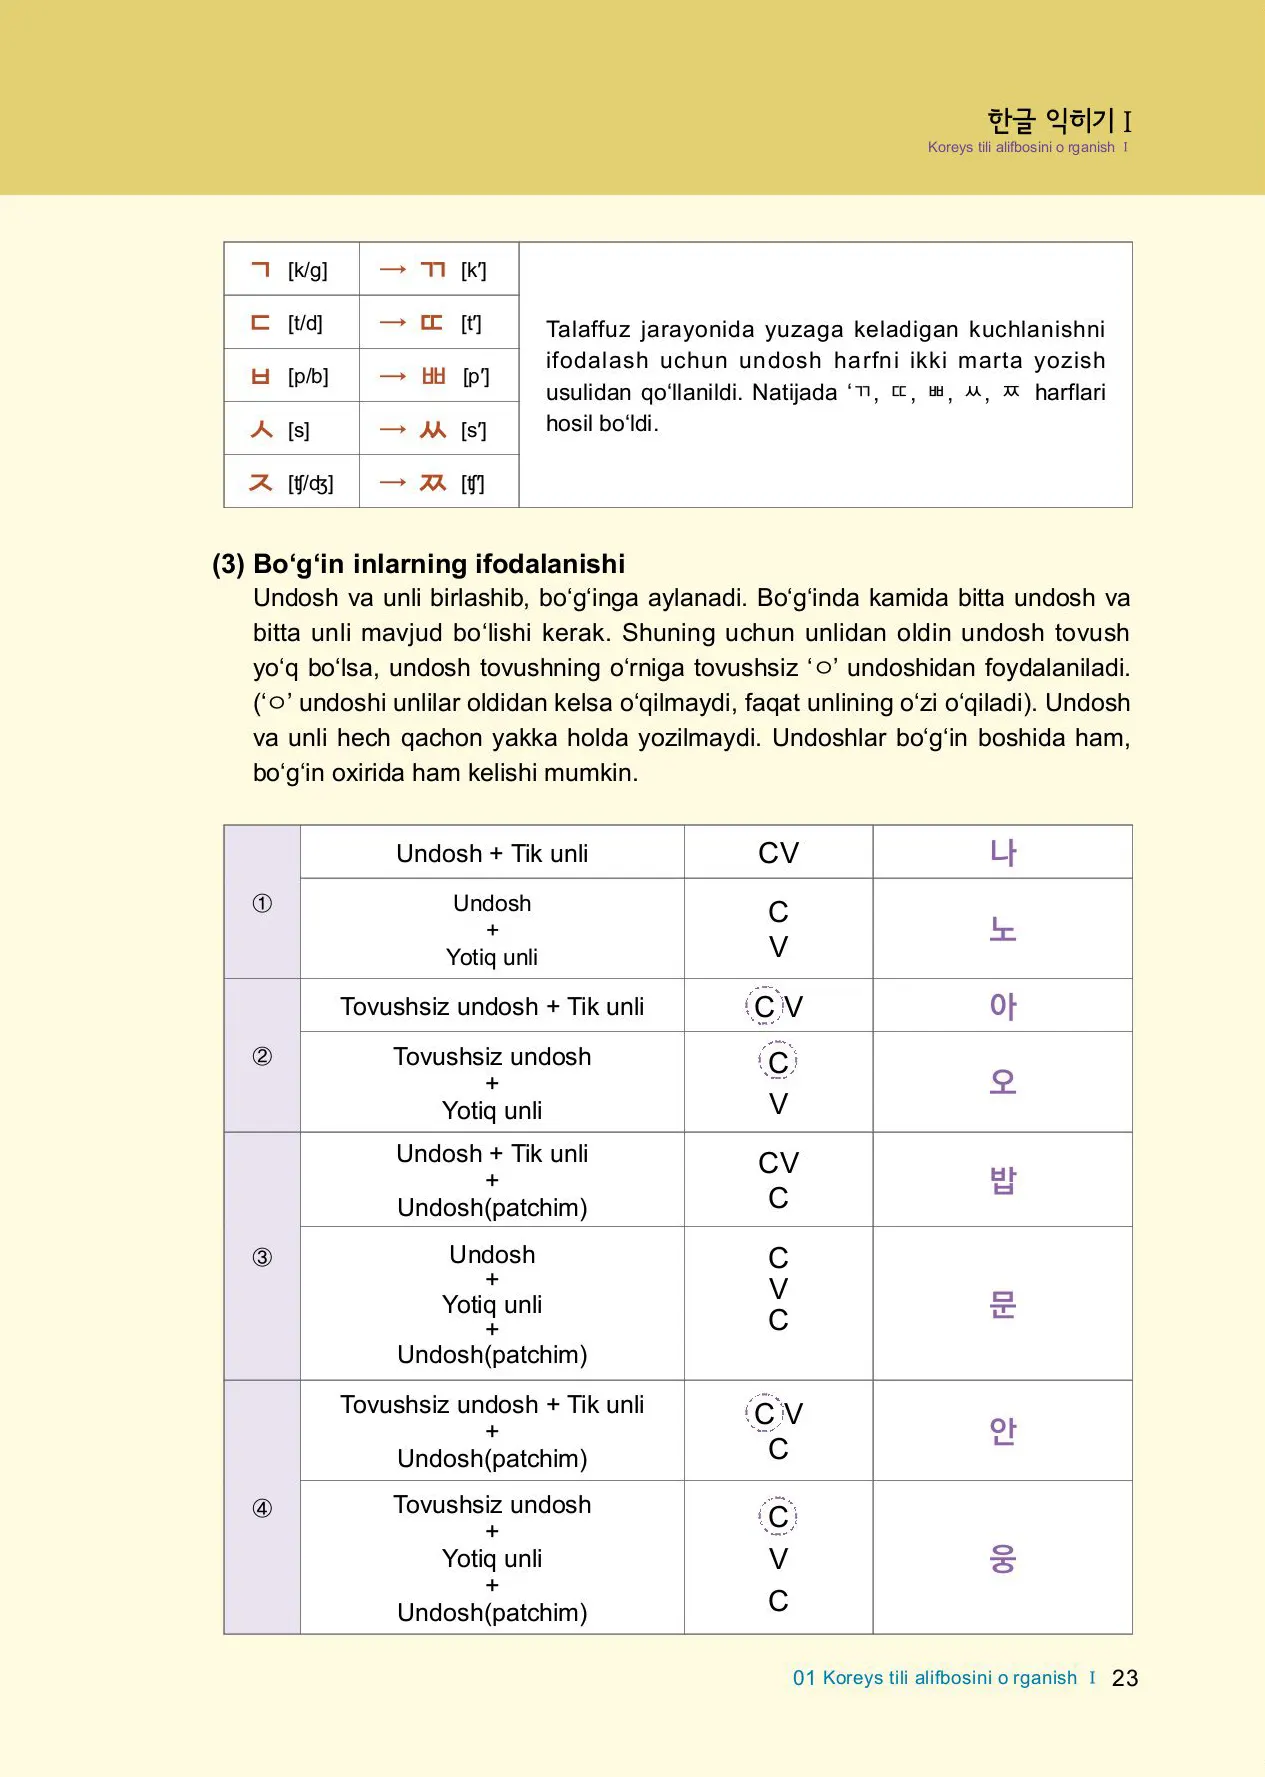 한글 익히기 I
Koreys tili alifbosini o rganish I
ㄱ [k/g] → ㄲ [k′]
ㄷ [t/d] → ㄸ [t′]
ㅂ [p/b] → ㅃ [p′]
ㅅ [s] → ㅆ [s′]
ㅈ [ʧ/ʤ] → ㅉ [ʧ′]
Talaffuz jarayonida yuzaga keladigan kuchlanishni
ifodalash uchun undosh harfni ikki marta yozish
usulidan qo‘llanildi. Natijada ‘ㄲ, ㄸ, ㅃ, ㅆ, ㅉ harflari
hosil bo‘ldi.
(3) Bo‘g‘in inlarning ifodalanishi
Undosh va unli birlashib, bo‘g‘inga aylanadi. Bo‘g‘inda kamida bitta undosh va
bitta unli mavjud bo‘lishi kerak. Shuning uchun unlidan oldin undosh tovush
yo‘q bo‘lsa, undosh tovushning o‘rniga tovushsiz ‘ㅇ’ undoshidan foydalaniladi.
(‘ㅇ’ undoshi unlilar oldidan kelsa o‘qilmaydi, faqat unlining o‘zi o‘qiladi). Undosh
va unli hech qachon yakka holda yozilmaydi. Undoshlar bo‘g‘in boshida ham,
bo‘g‘in oxirida ham kelishi mumkin.
①
Undosh + Tik unli
CV
나
Undosh
+
Yotiq unli
C
V
노
②
Tovushsiz undosh + Tik unli
C V
아
Tovushsiz undosh
+
Yotiq unli
C
V
오
③
Undosh + Tik unli
+
Undosh(patchim)
CV
C
밥
Undosh
+
Yotiq unli
+
Undosh(patchim)
C
V
C
문
④
Tovushsiz undosh + Tik unli
+
Undosh(patchim)
C V
C
안
Tovushsiz undosh
+
Yotiq unli
+
Undosh(patchim)
C
V
C
웅
01 Koreys tili alifbosini o rganish I 23